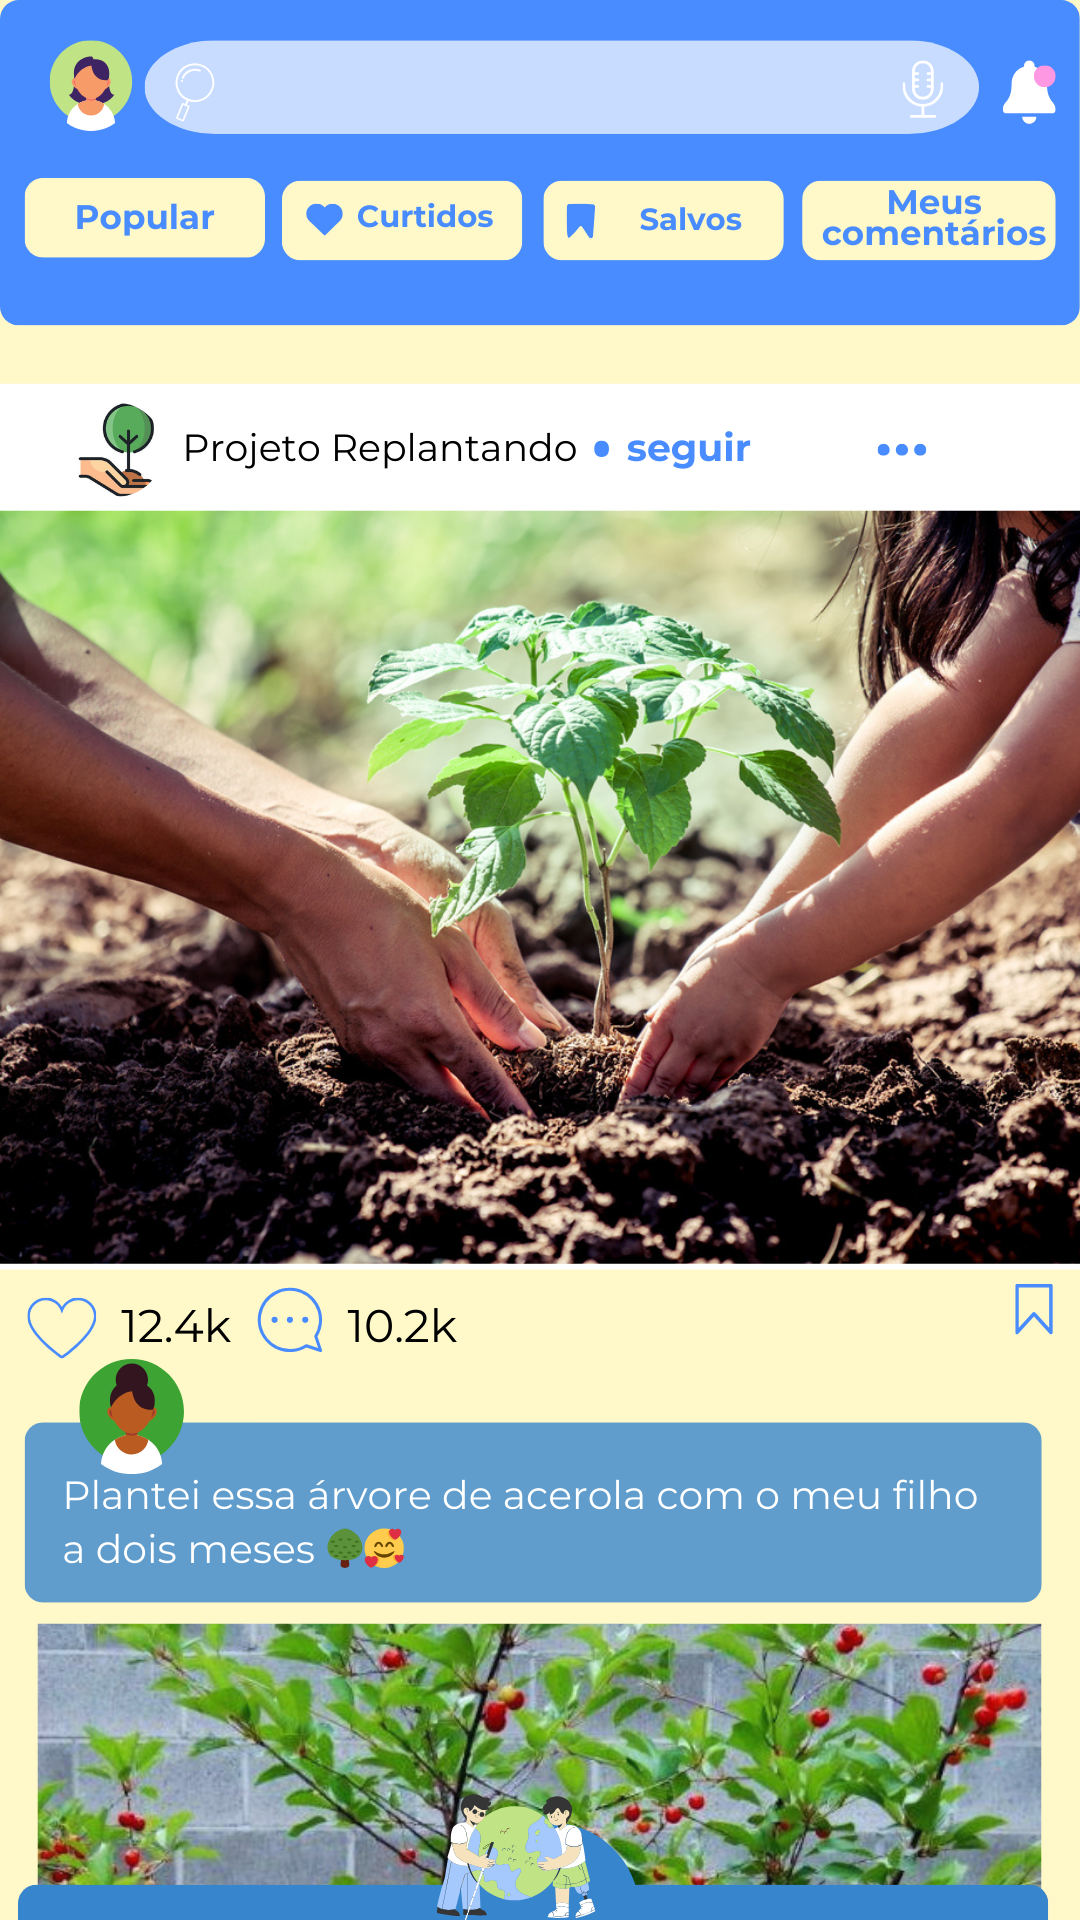 Popular
Curtidos
Salvos
Meus
comentários
Projeto Replantando • seguir
12.4k
10.2k
Plantei essa árvore de acerola com o meu filho
a dois meses 🌳🥰